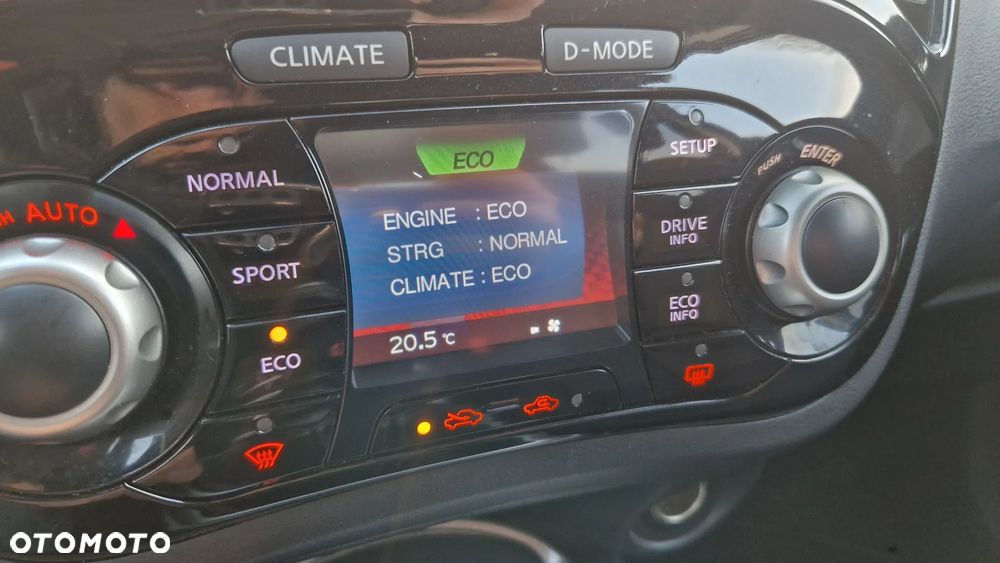 CLIMATE
D-MODE
NORMAL
SPORT
ECO
AUTO
ECO
ENGINE : ECO
STRG : NORMAL
CLIMATE : ECO
20.5 °C
SETUP
DRIVE
INFO
ECO
INFO
PUSH ENTER
OTOMOTO